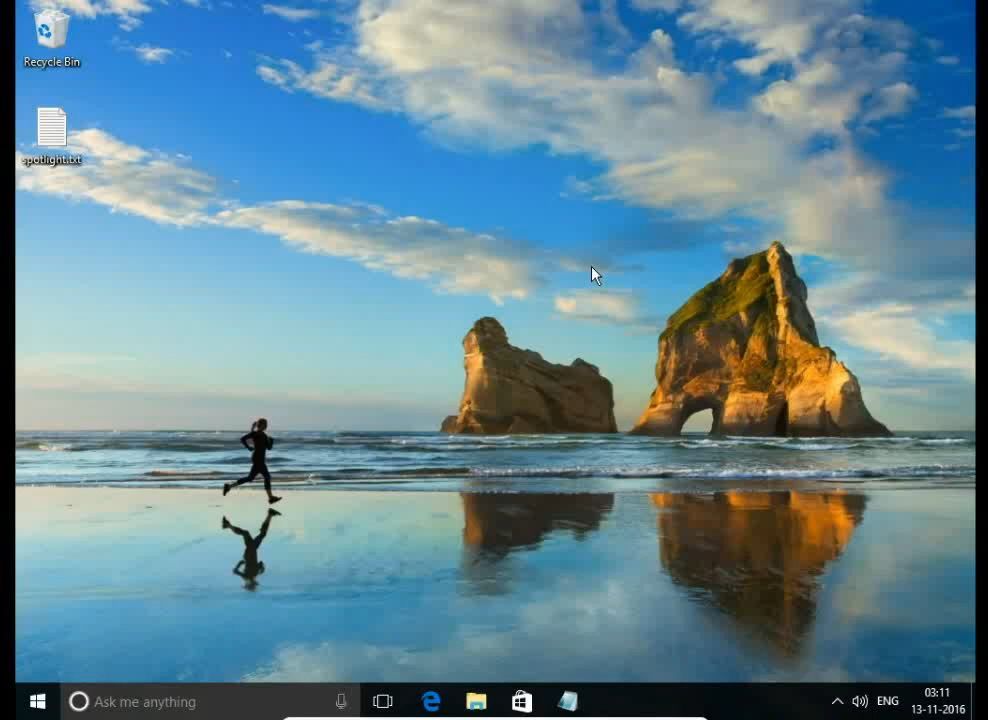 Recycle Bin
spotlight.txt
Ask me anything
ENG
03:11
13-11-2016